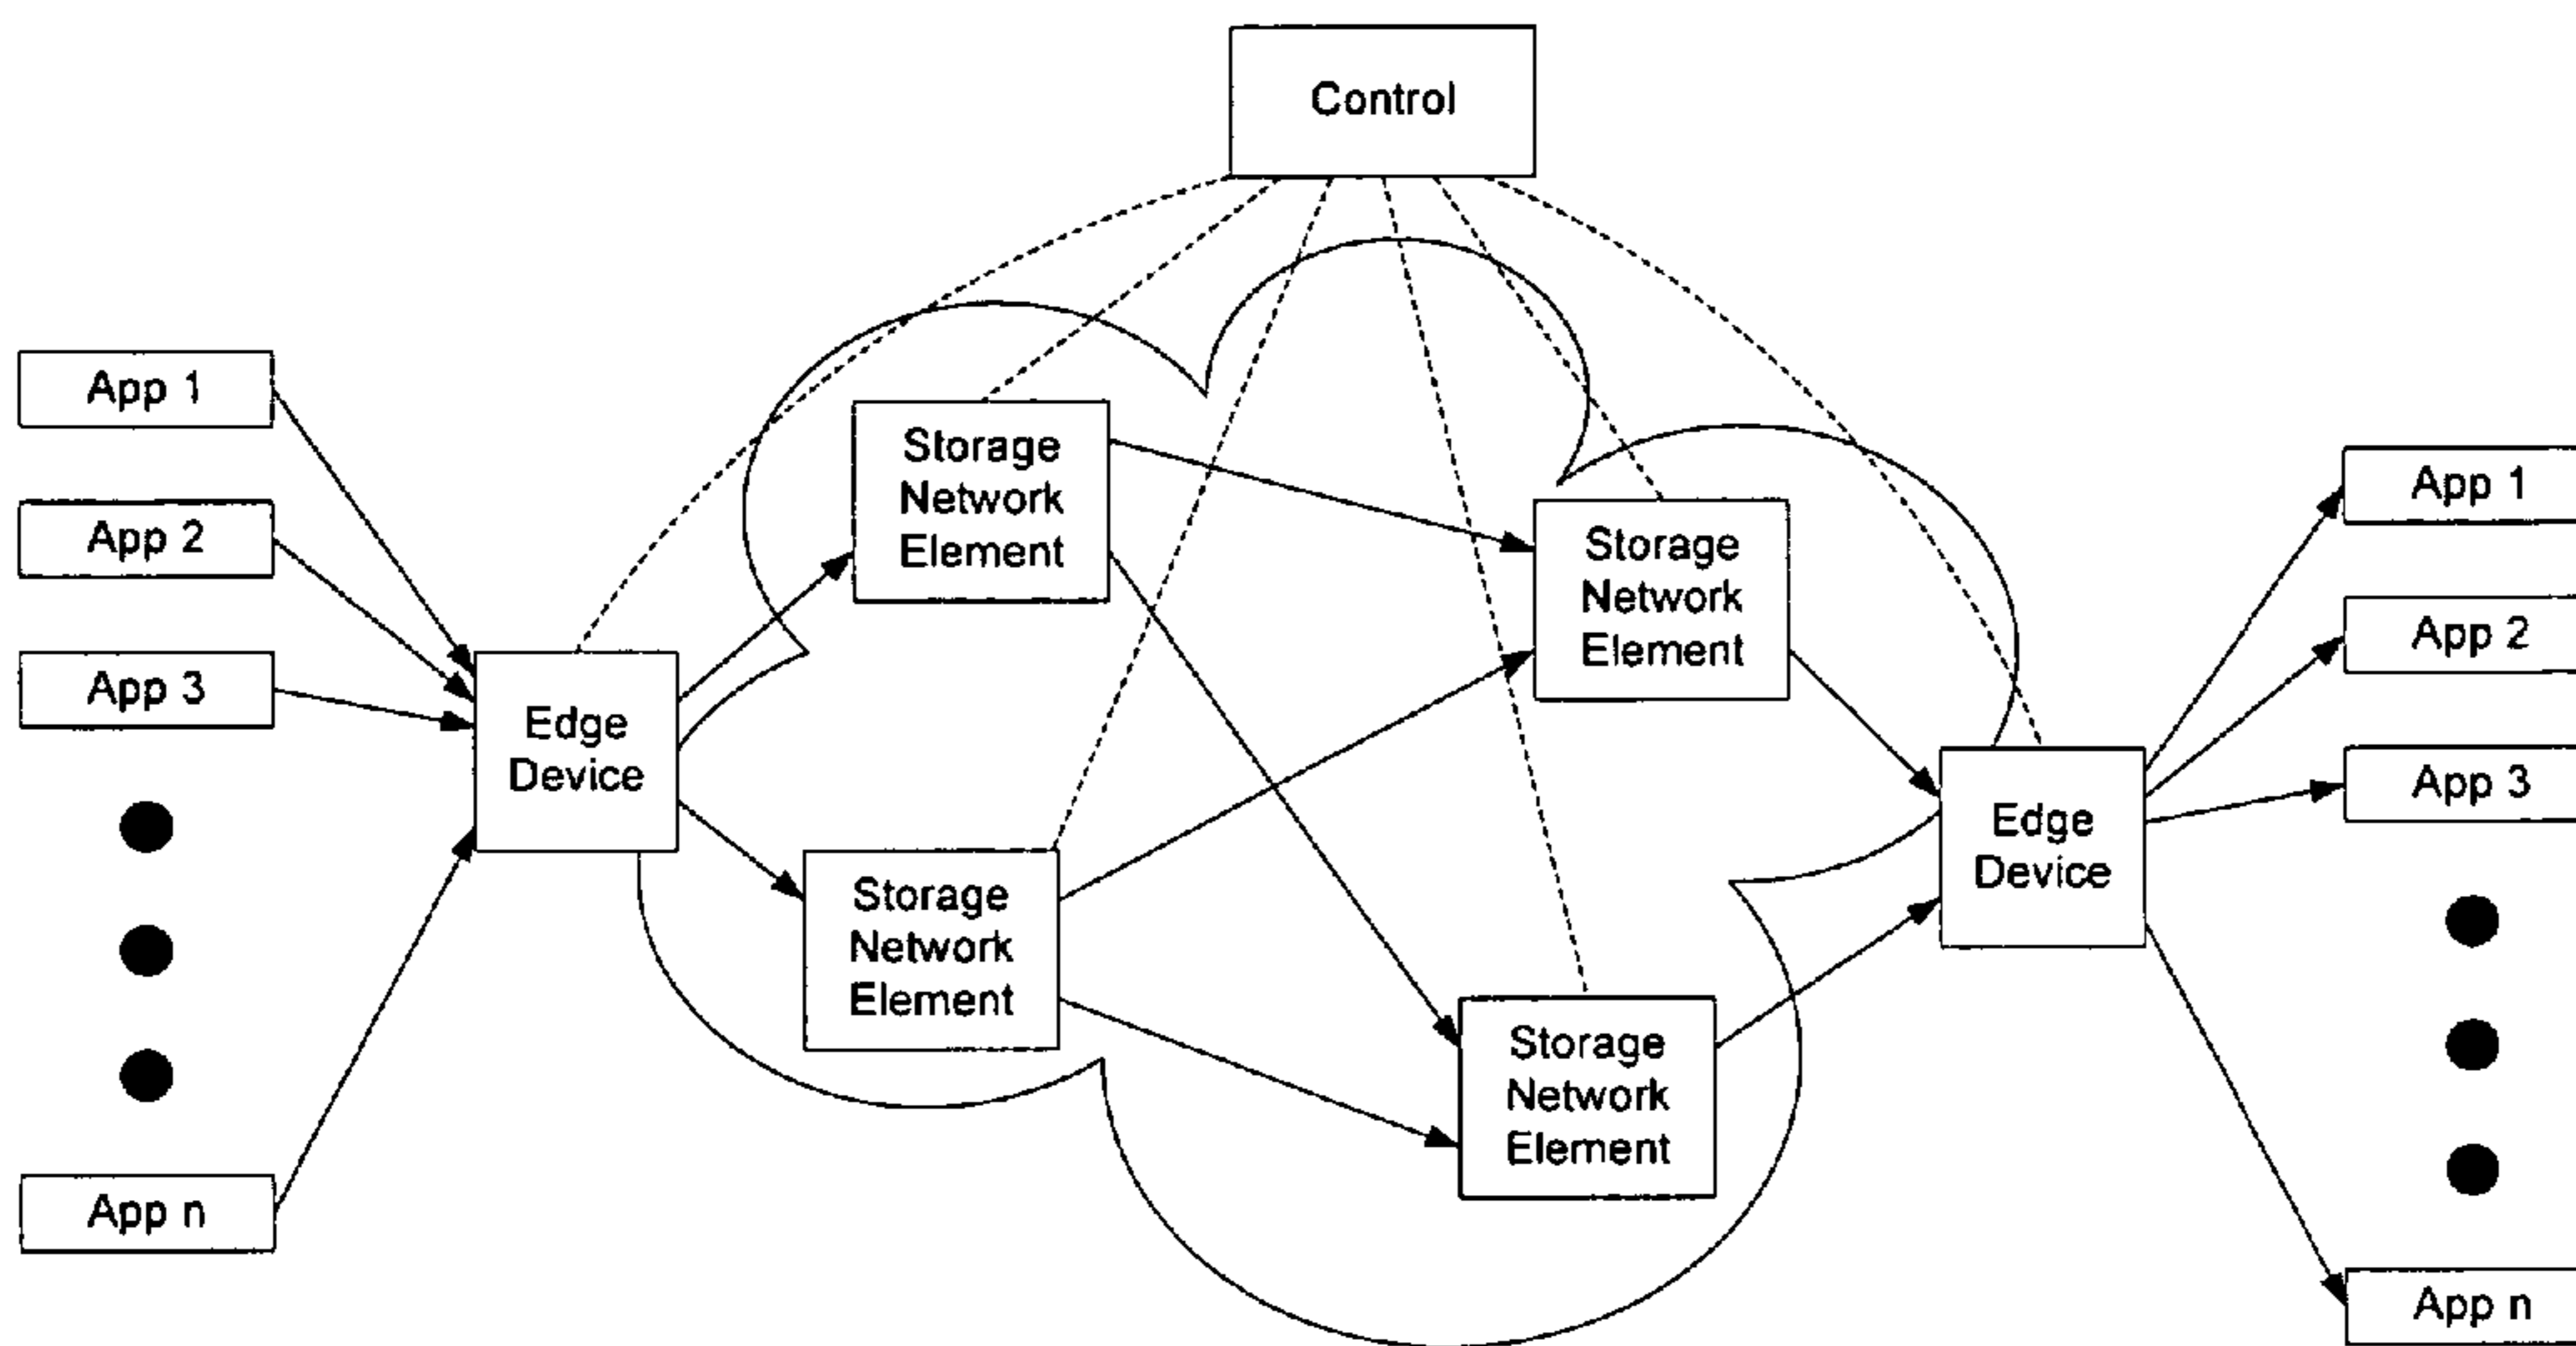 Control
App 1
App 2
App 3
App n
Edge
Device
Storage
Network
Element
Storage
Network
Element
Storage
Network
Element
Storage
Network
Element
Edge
Device
App 1
App 2
App 3
App n